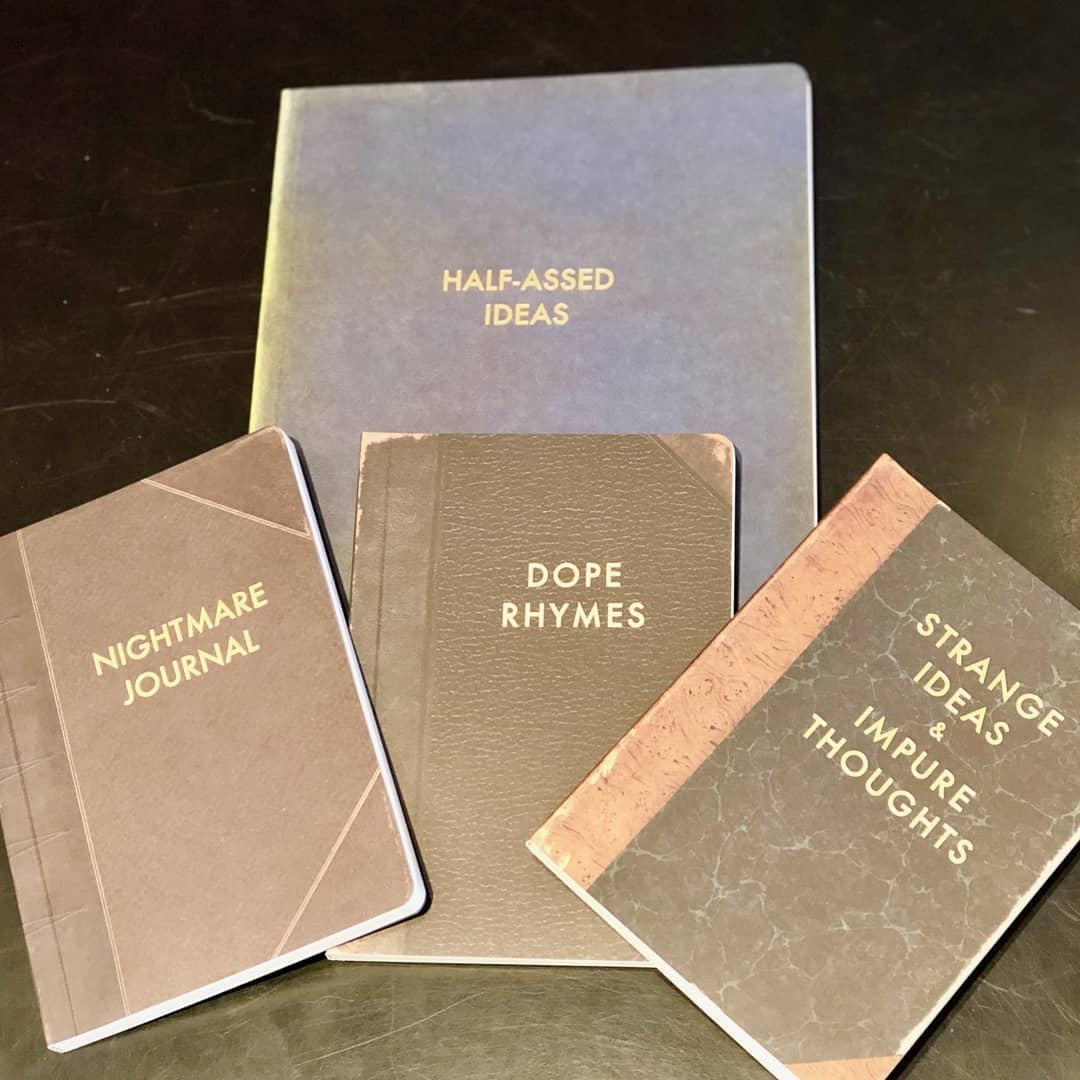 HALF-ASSED
IDEAS
NIGHTMARE
JOURNAL
DOPE
RHYMES
STRANGE
IDEAS
&
IMPURE
THOUGHTS